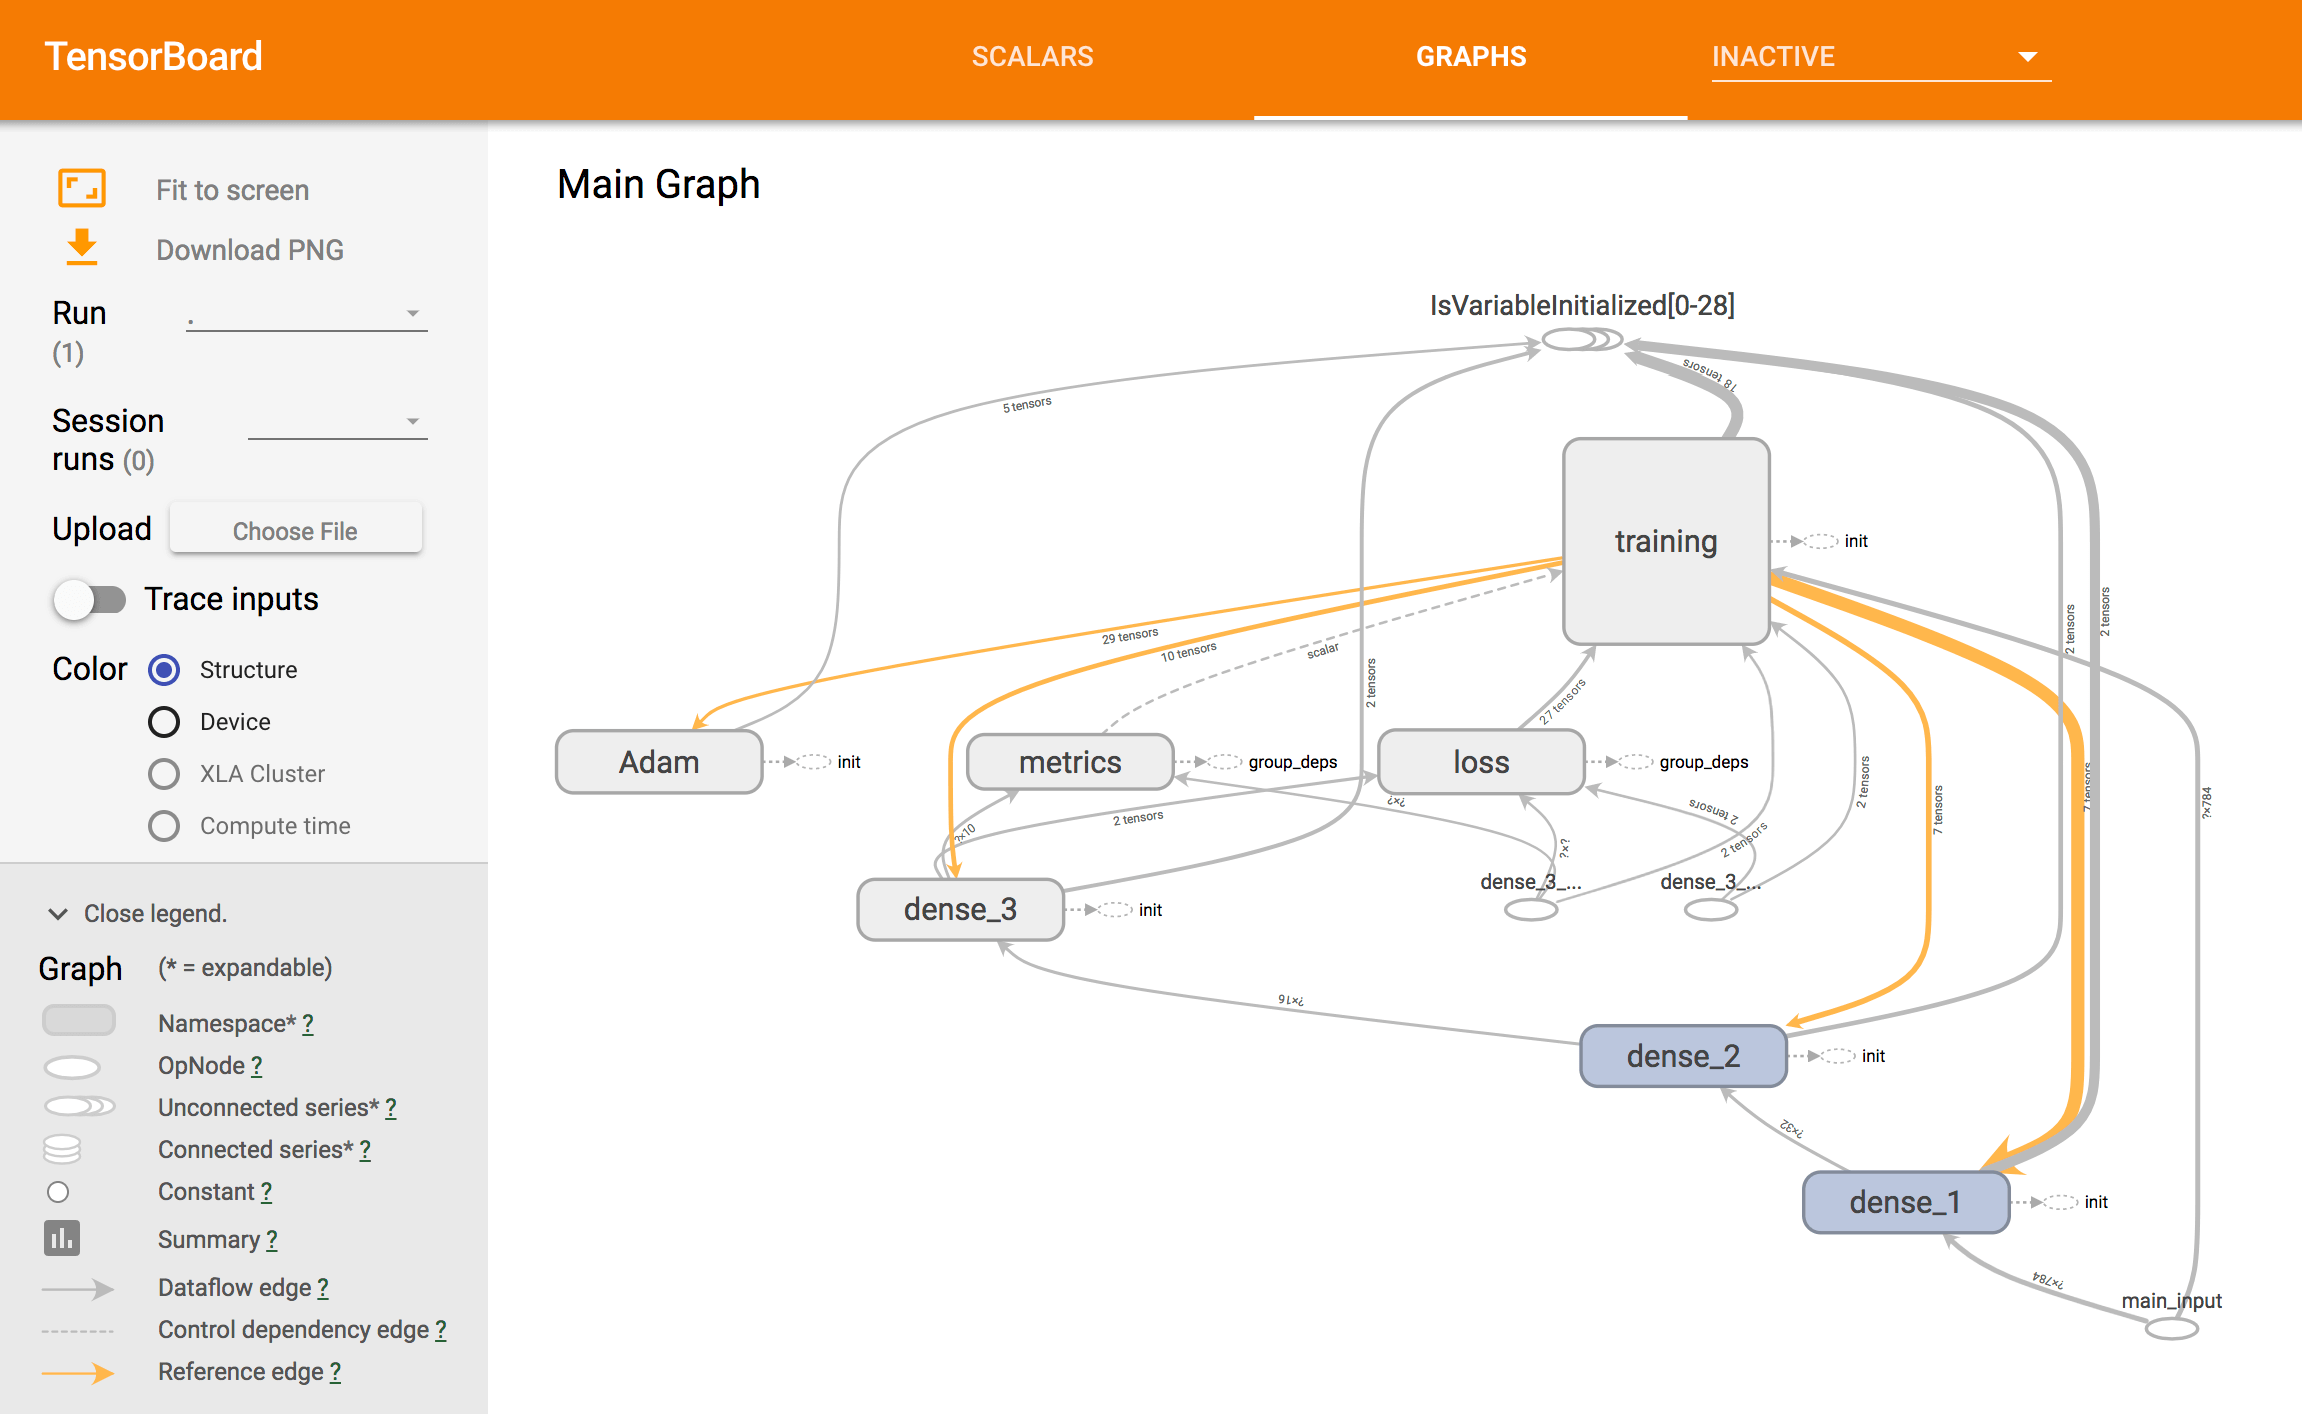 TensorBoard
SCALARS
GRAPHS
INACTIVE
Fit to screen
Download PNG
Run
(1)
.
Session
runs (0)
Upload
Choose File
Trace inputs
Color
Structure
Device
XLA Cluster
Compute time
Close legend.
Graph
(* = expandable)
Namespace* ?
OpNode ?
Unconnected series* ?
Connected series* ?
Constant ?
Summary ?
Dataflow edge ?
Control dependency edge ?
Reference edge ?
Main Graph
IsVariableInitialized[0-28]
18 tensors
5 tensors
training
init
2 tensors
2 tensors
29 tensors
10 tensors
scalar
2 tensors
27 tensors
Adam
init
metrics
group_deps
loss
group_deps
?×?
2 tensors
2 tensors
2 tensors
7 tensors
7 tensors
?×784
2 tensors
?×10
?×?
dense_3_...
dense_3_...
dense_3
init
?×16
dense_2
init
?×32
dense_1
init
?×784
main_input